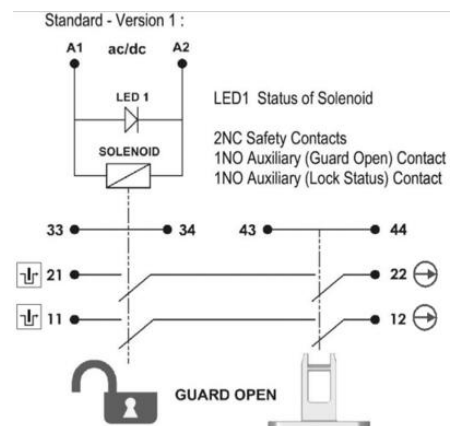 Standard - Version 1 :
A1 ac/dc A2
LED 1
LED1 Status of Solenoid
SOLENOID
2NC Safety Contacts
1NO Auxiliary (Guard Open) Contact
1NO Auxiliary (Lock Status) Contact
33 34 43 44
21 22
11 12
GUARD OPEN